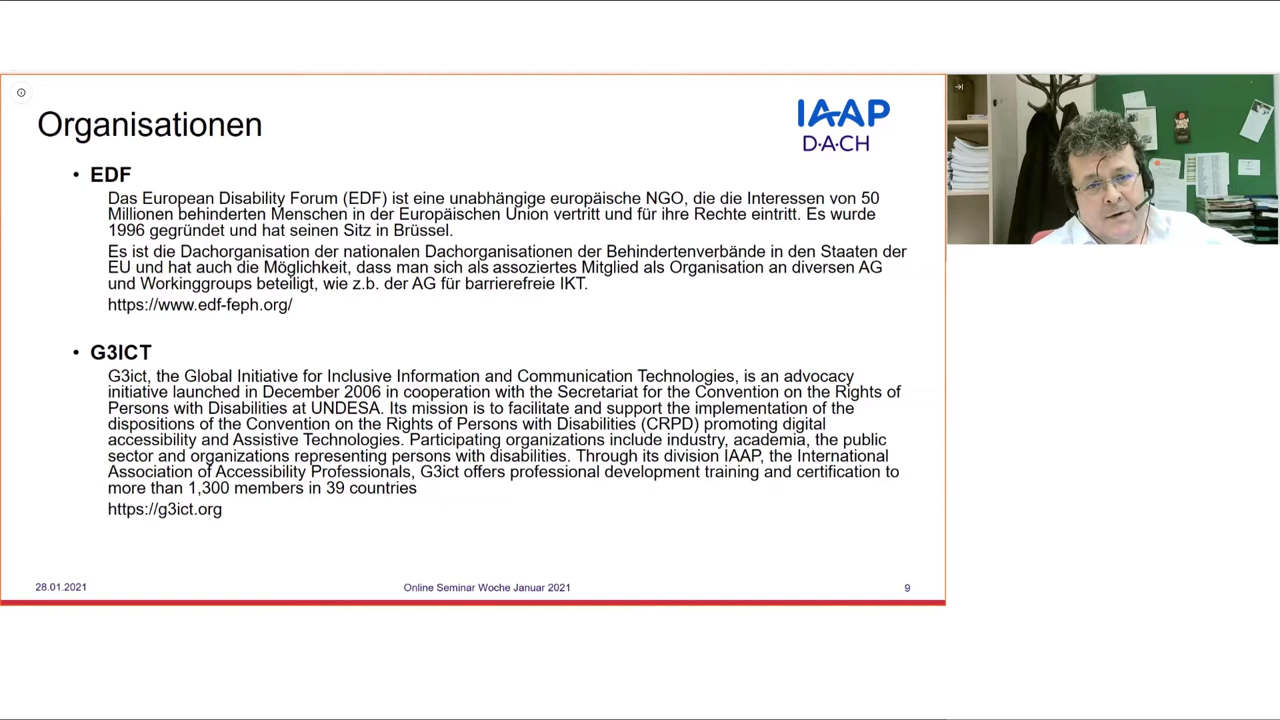 Organisationen
IAAP
D·A·CH
• EDF
Das European Disability Forum (EDF) ist eine unabhängige europäische NGO, die die Interessen von 50
Millionen behinderten Menschen in der Europäischen Union vertritt und für ihre Rechte eintritt. Es wurde
1996 gegründet und hat seinen Sitz in Brüssel.
Es ist die Dachorganisation der nationalen Dachorganisationen der Behindertenverbände in den Staaten der
EU und hat auch die Möglichkeit, dass man sich als assoziertes Mitglied als Organisation an diversen AG
und Workinggroups beteiligt, wie z.b. der AG für barrierefreie IKT.
https://www.edf-feph.org/
• G3ICT
G3ict, the Global Initiative for Inclusive Information and Communication Technologies, is an advocacy
initiative launched in December 2006 in cooperation with the Secretariat for the Convention on the Rights of
Persons with Disabilities at UNDESA. Its mission is to facilitate and support the implementation of the
dispositions of the Convention on the Rights of Persons with Disabilities (CRPD) promoting digital
accessibility and Assistive Technologies. Participating organizations include industry, academia, the public
sector and organizations representing persons with disabilities. Through its division IAAP, the International
Association of Accessibility Professionals, G3ict offers professional development training and certification to
more than 1,300 members in 39 countries
https://g3ict.org
28.01.2021
Online Seminar Woche Januar 2021
9